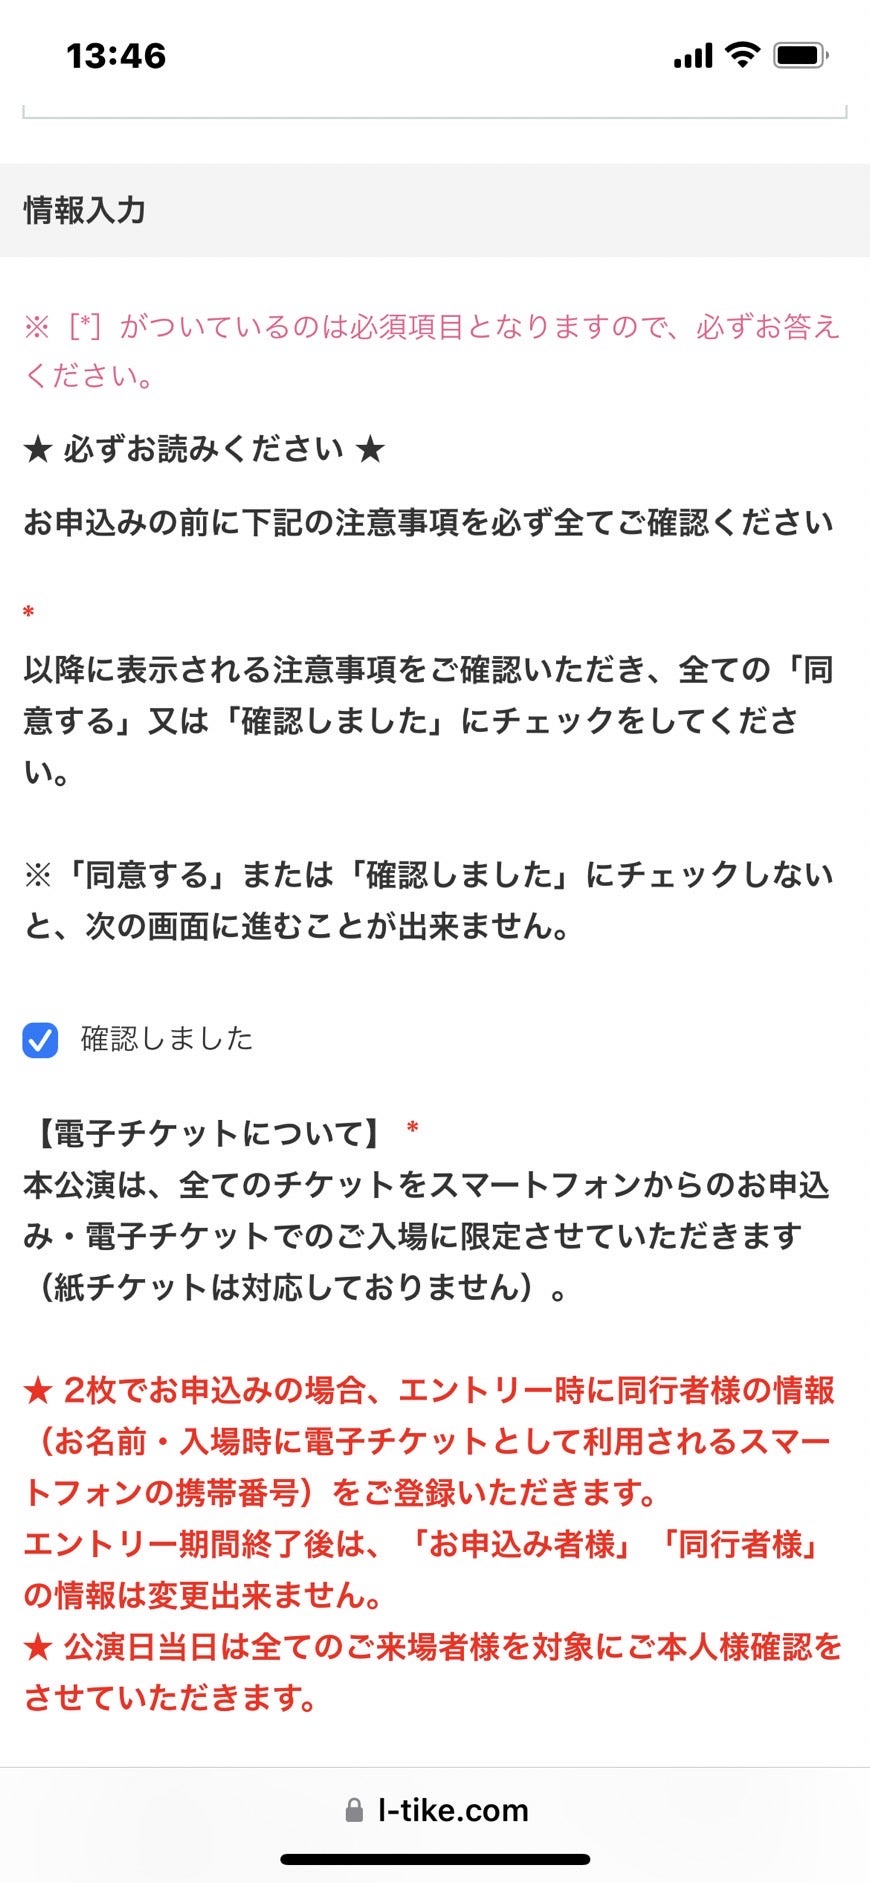 13:46
情報入力
※［*］がついているのは必須項目となりますので、必ずお答え
ください。
★ 必ずお読みください ★
お申込みの前に下記の注意事項を必ず全てご確認ください
*
以降に表示される注意事項をご確認いただき、全ての「同
意する」又は「確認しました」にチェックをしてくださ
い。
※「同意する」または「確認しました」にチェックしない
と、次の画面に進むことが出来ません。
確認しました
【電子チケットについて】 *
本公演は、全てのチケットをスマートフォンからのお申込
み・電子チケットでのご入場に限定させていただきます
（紙チケットは対応しておりません）。
★ 2枚でお申込みの場合、エントリー時に同行者様の情報
（お名前・入場時に電子チケットとして利用されるスマー
トフォンの携帯番号）をご登録いただきます。
エントリー期間終了後は、「お申込み者様」「同行者様」
の情報は変更出来ません。
★ 公演日当日は全てのご来場者様を対象にご本人様確認を
させていただきます。
l-tike.com